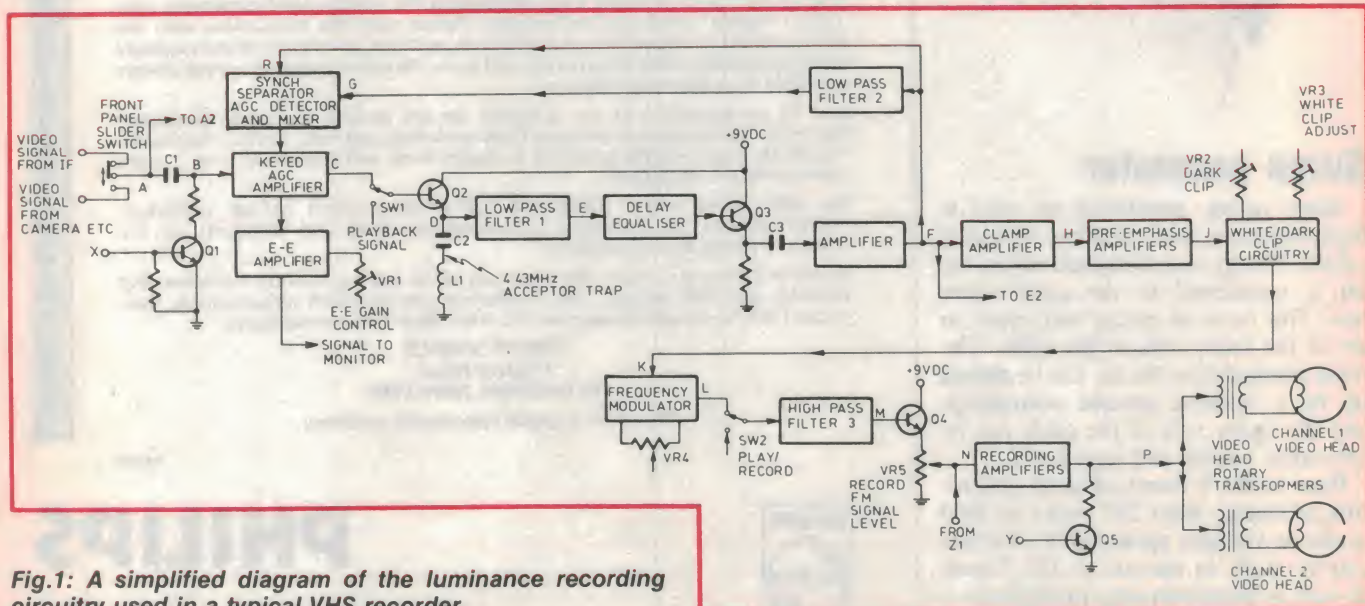 R
SYNCH
SEPARATOR
AGC DETECTOR
AND MIXER
G
LOW PASS
FILTER 2
FRONT
PANEL
SLIDER
SWITCH
TO A2
VIDEO
SIGNAL
FROM IF
A
C1
B
VIDEO
SIGNAL
FROM
CAMERA ETC
KEYED
AGC
AMPLIFIER
C
SW1
PLAYBACK
SIGNAL
Q2
D
C2
L1
4.43MHz
ACCEPTOR TRAP
X
Q1
E-E
AMPLIFIER
VR1
E-E GAIN
CONTROL
SIGNAL TO
MONITOR
LOW PASS
FILTER 1
E
DELAY
EQUALISER
+9VDC
Q3
C3
AMPLIFIER
F
TO E2
CLAMP
AMPLIFIER
H
PRE-EMPHASIS
AMPLIFIERS
J
VR3
WHITE
CLIP
ADJUST
VR2
DARK
CLIP
WHITE/DARK
CLIP
CIRCUITRY
K
FREQUENCY
MODULATOR
VR4
L
SW2
PLAY/
RECORD
HIGH PASS
FILTER 3
M
+9VDC
Q4
VR5
RECORD
FM
SIGNAL
LEVEL
N
FROM
Z1
RECORDING
AMPLIFIERS
P
Y
Q5
VIDEO
HEAD
ROTARY
TRANSFORMERS
CHANNEL 1
VIDEO HEAD
CHANNEL 2
VIDEO HEAD
Fig.1: A simplified diagram of the luminance recording
circuitry used in a typical VHS recorder.